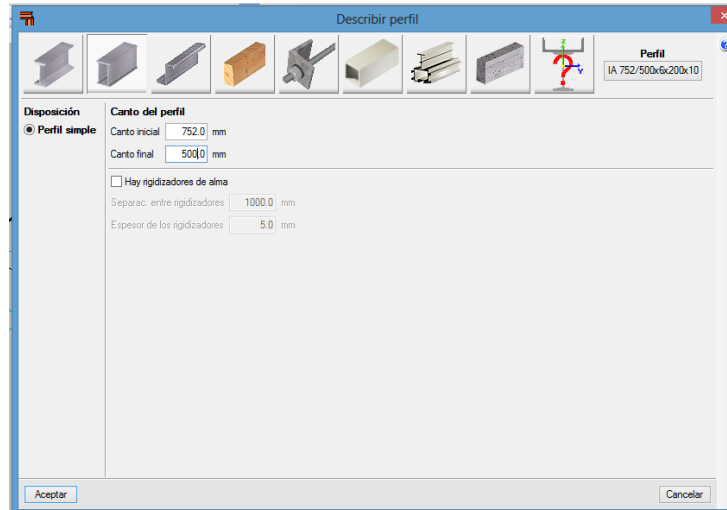 Describir perfil
Perfil
IA 752/500x6x200x10
Disposición
Perfil simple
Canto del perfil
Canto inicial 752.0 mm
Canto final 500.0 mm
Hay rigidizadores de alma
Separac. entre rigidizadores 1000.0 mm
Espesor de los rigidizadores 5.0 mm
Aceptar
Cancelar